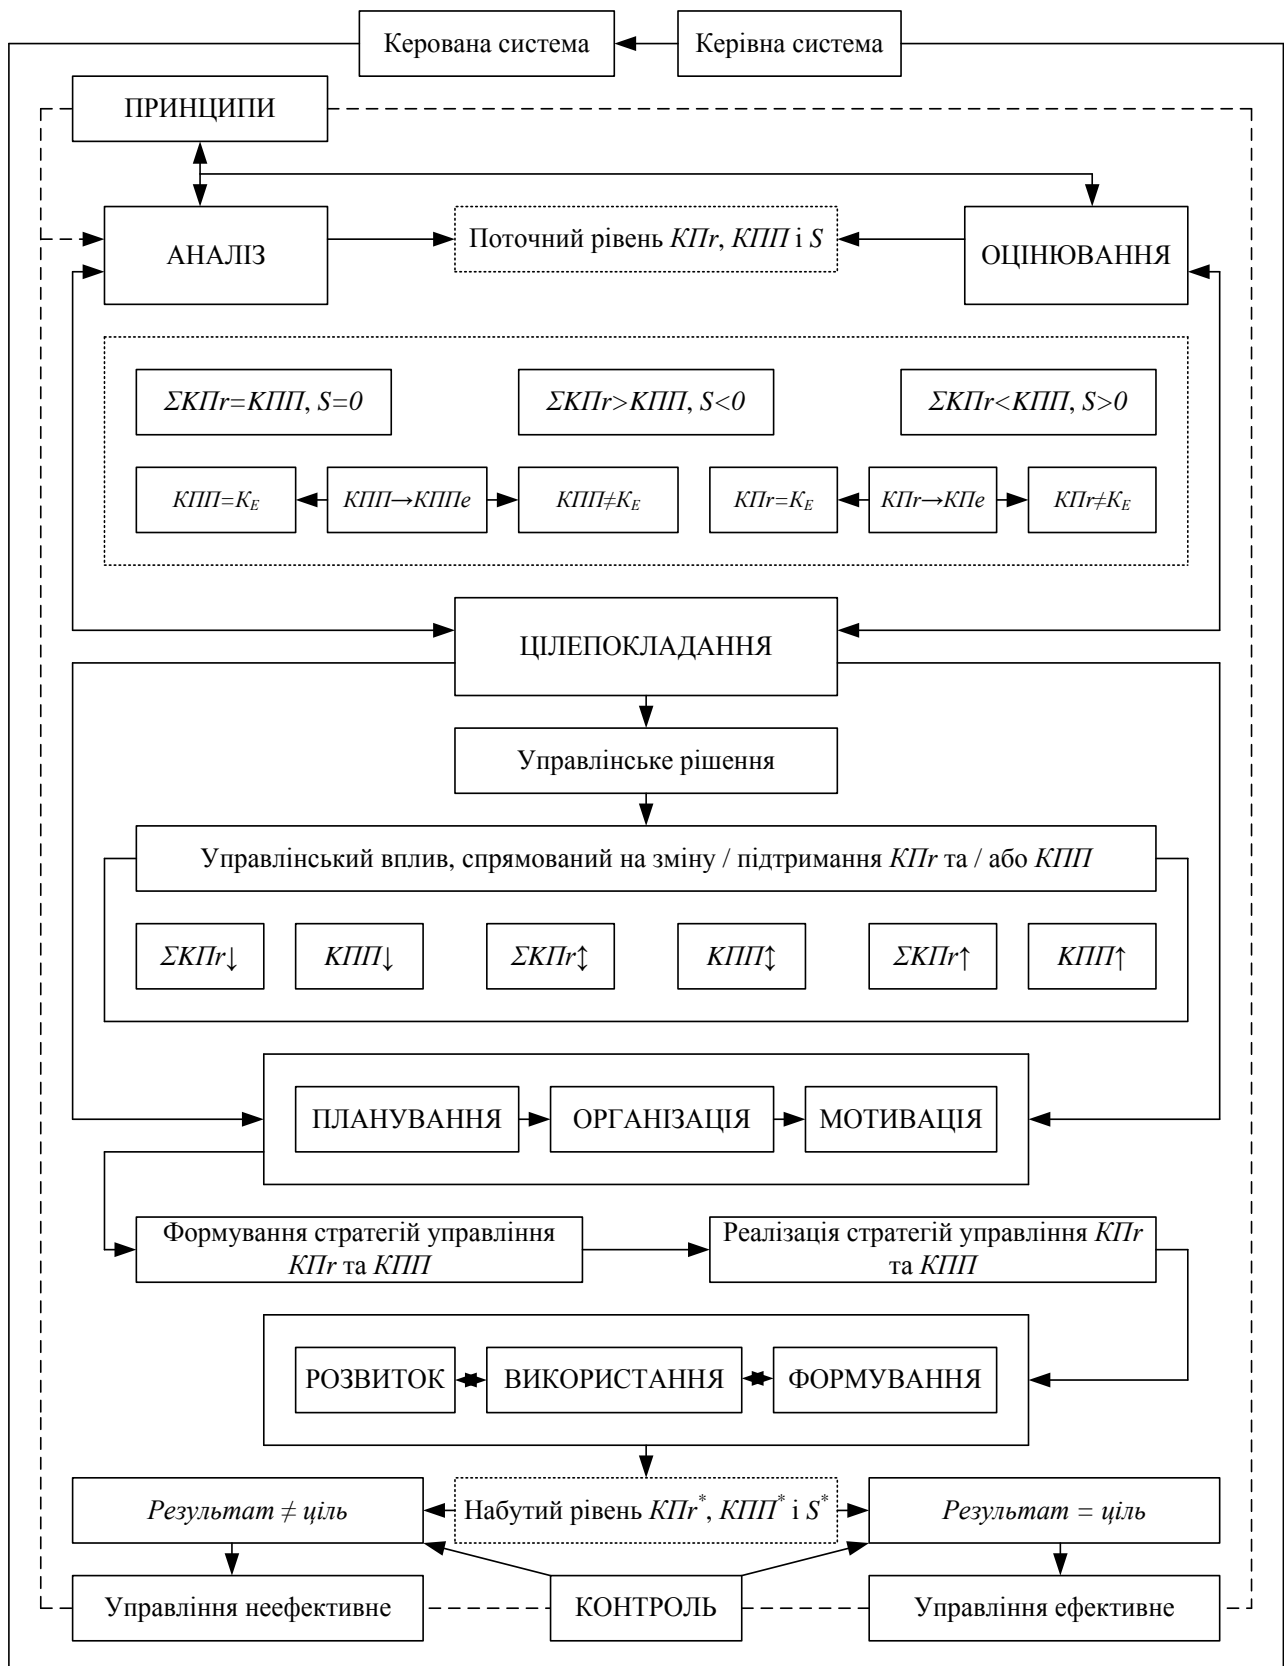 Керована система
Керівна система
ПРИНЦИПИ
АНАЛІЗ
Поточний рівень КПr, КПП і S
ОЦІНЮВАННЯ
ΣКПr=КПП, S=0
ΣКПr>КПП, S<0
ΣКПr<КПП, S>0
КПП=K_E
КПП→КППe
КПП≠K_E
КПr=K_E
КПr→КПe
КПr≠K_E
ЦІЛЕПОКЛАДАННЯ
Управлінське рішення
Управлінський вплив, спрямований на зміну / підтримання КПr та / або КПП
ΣКПr↓
КПП↓
ΣКПr↕
КПП↕
ΣКПr↑
КПП↑
ПЛАНУВАННЯ
ОРГАНІЗАЦІЯ
МОТИВАЦІЯ
Формування стратегій управління
КПr та КПП
Реалізація стратегій управління КПr
та КПП
РОЗВИТОК
ВИКОРИСТАННЯ
ФОРМУВАННЯ
Результат ≠ ціль
Набутий рівень КПr*, КПП* і S*
Результат = ціль
Управління неефективне
КОНТРОЛЬ
Управління ефективне